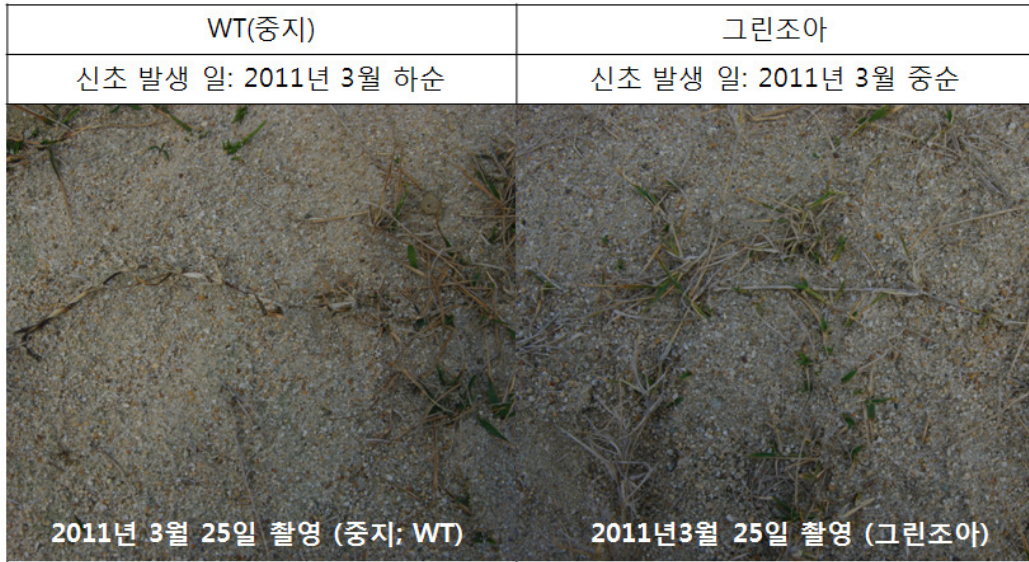 WT(중지)
그린조아
신초 발생 일: 2011년 3월 하순
신초 발생 일: 2011년 3월 중순
2011년 3월 25일 촬영 (중지; WT)
2011년3월 25일 촬영 (그린조아)